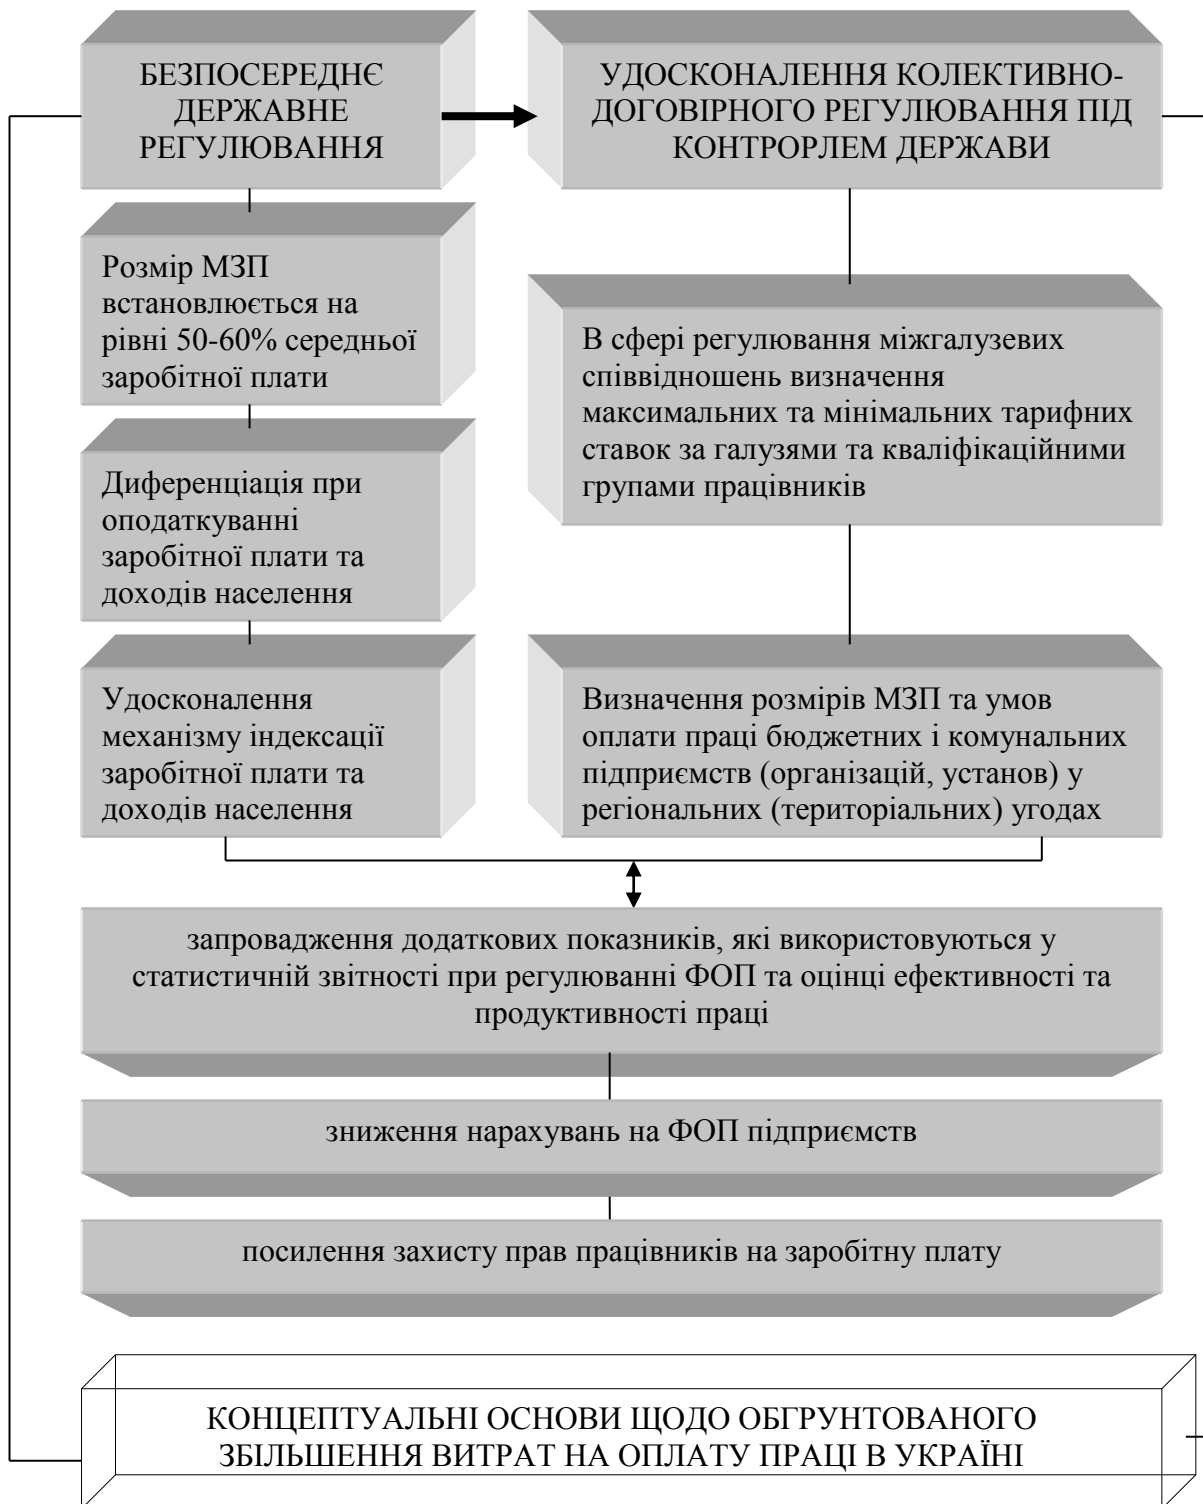 БЕЗПОСЕРЕДНЄ
ДЕРЖАВНЕ
РЕГУЛЮВАННЯ
УДОСКОНАЛЕННЯ КОЛЕКТИВНО-
ДОГОВІРНОГО РЕГУЛЮВАННЯ ПІД
КОНТРОРЛЕМ ДЕРЖАВИ
Розмір МЗП
встановлюється на
рівні 50-60% середньої
заробітної плати
Диференціація при
оподаткуванні
заробітної плати та
доходів населення
Удосконалення
механізму індексації
заробітної плати та
доходів населення
В сфері регулювання міжгалузевих
співвідношень визначення
максимальних та мінімальних тарифних
ставок за галузями та кваліфікаційними
групами працівників
Визначення розмірів МЗП та умов
оплати праці бюджетних і комунальних
підприємств (організацій, установ) у
регіональних (територіальних) угодах
запровадження додаткових показників, які використовуються у
статистичній звітності при регулюванні ФОП та оцінці ефективності та
продуктивності праці
зниження нарахувань на ФОП підприємств
посилення захисту прав працівників на заробітну плату
КОНЦЕПТУАЛЬНІ ОСНОВИ ЩОДО ОБГРУНТОВАНОГО
ЗБІЛЬШЕННЯ ВИТРАТ НА ОПЛАТУ ПРАЦІ В УКРАЇНІ